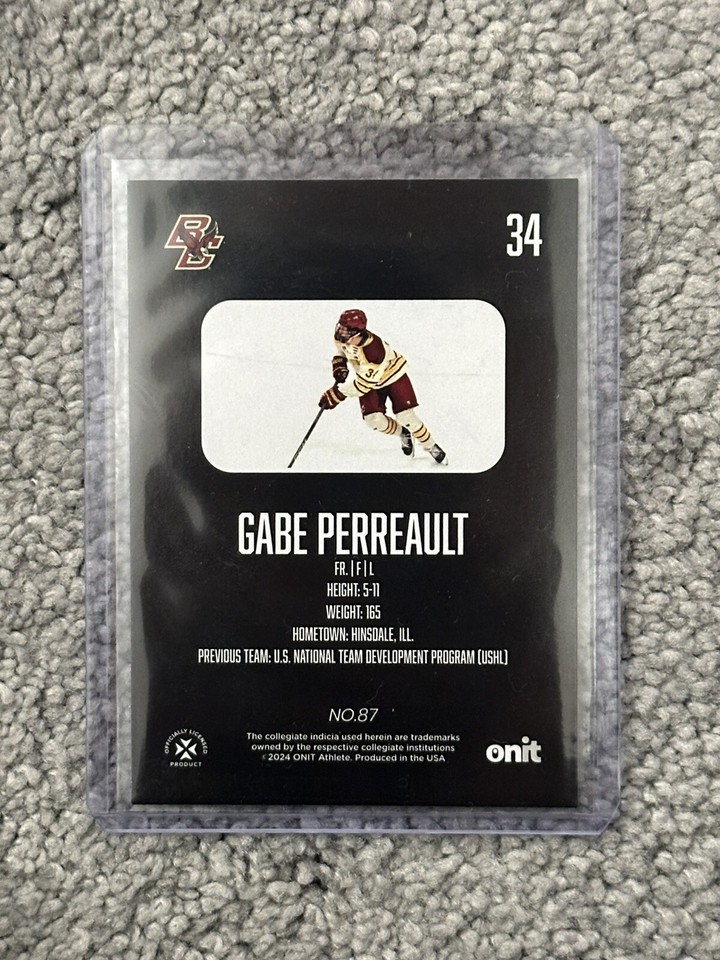 BC
34
GABE PERREAULT
FR. | F | L
HEIGHT: 5-11
WEIGHT: 165
HOMETOWN: HINSDALE, ILL.
PREVIOUS TEAM: U.S. NATIONAL TEAM DEVELOPMENT PROGRAM (USHL)
NO.87
OFFICIALLY LICENSED
PRODUCT
The collegiate indicia used herein are trademarks
owned by the respective collegiate institutions
©2024 ONIT Athlete. Produced in the USA
onit